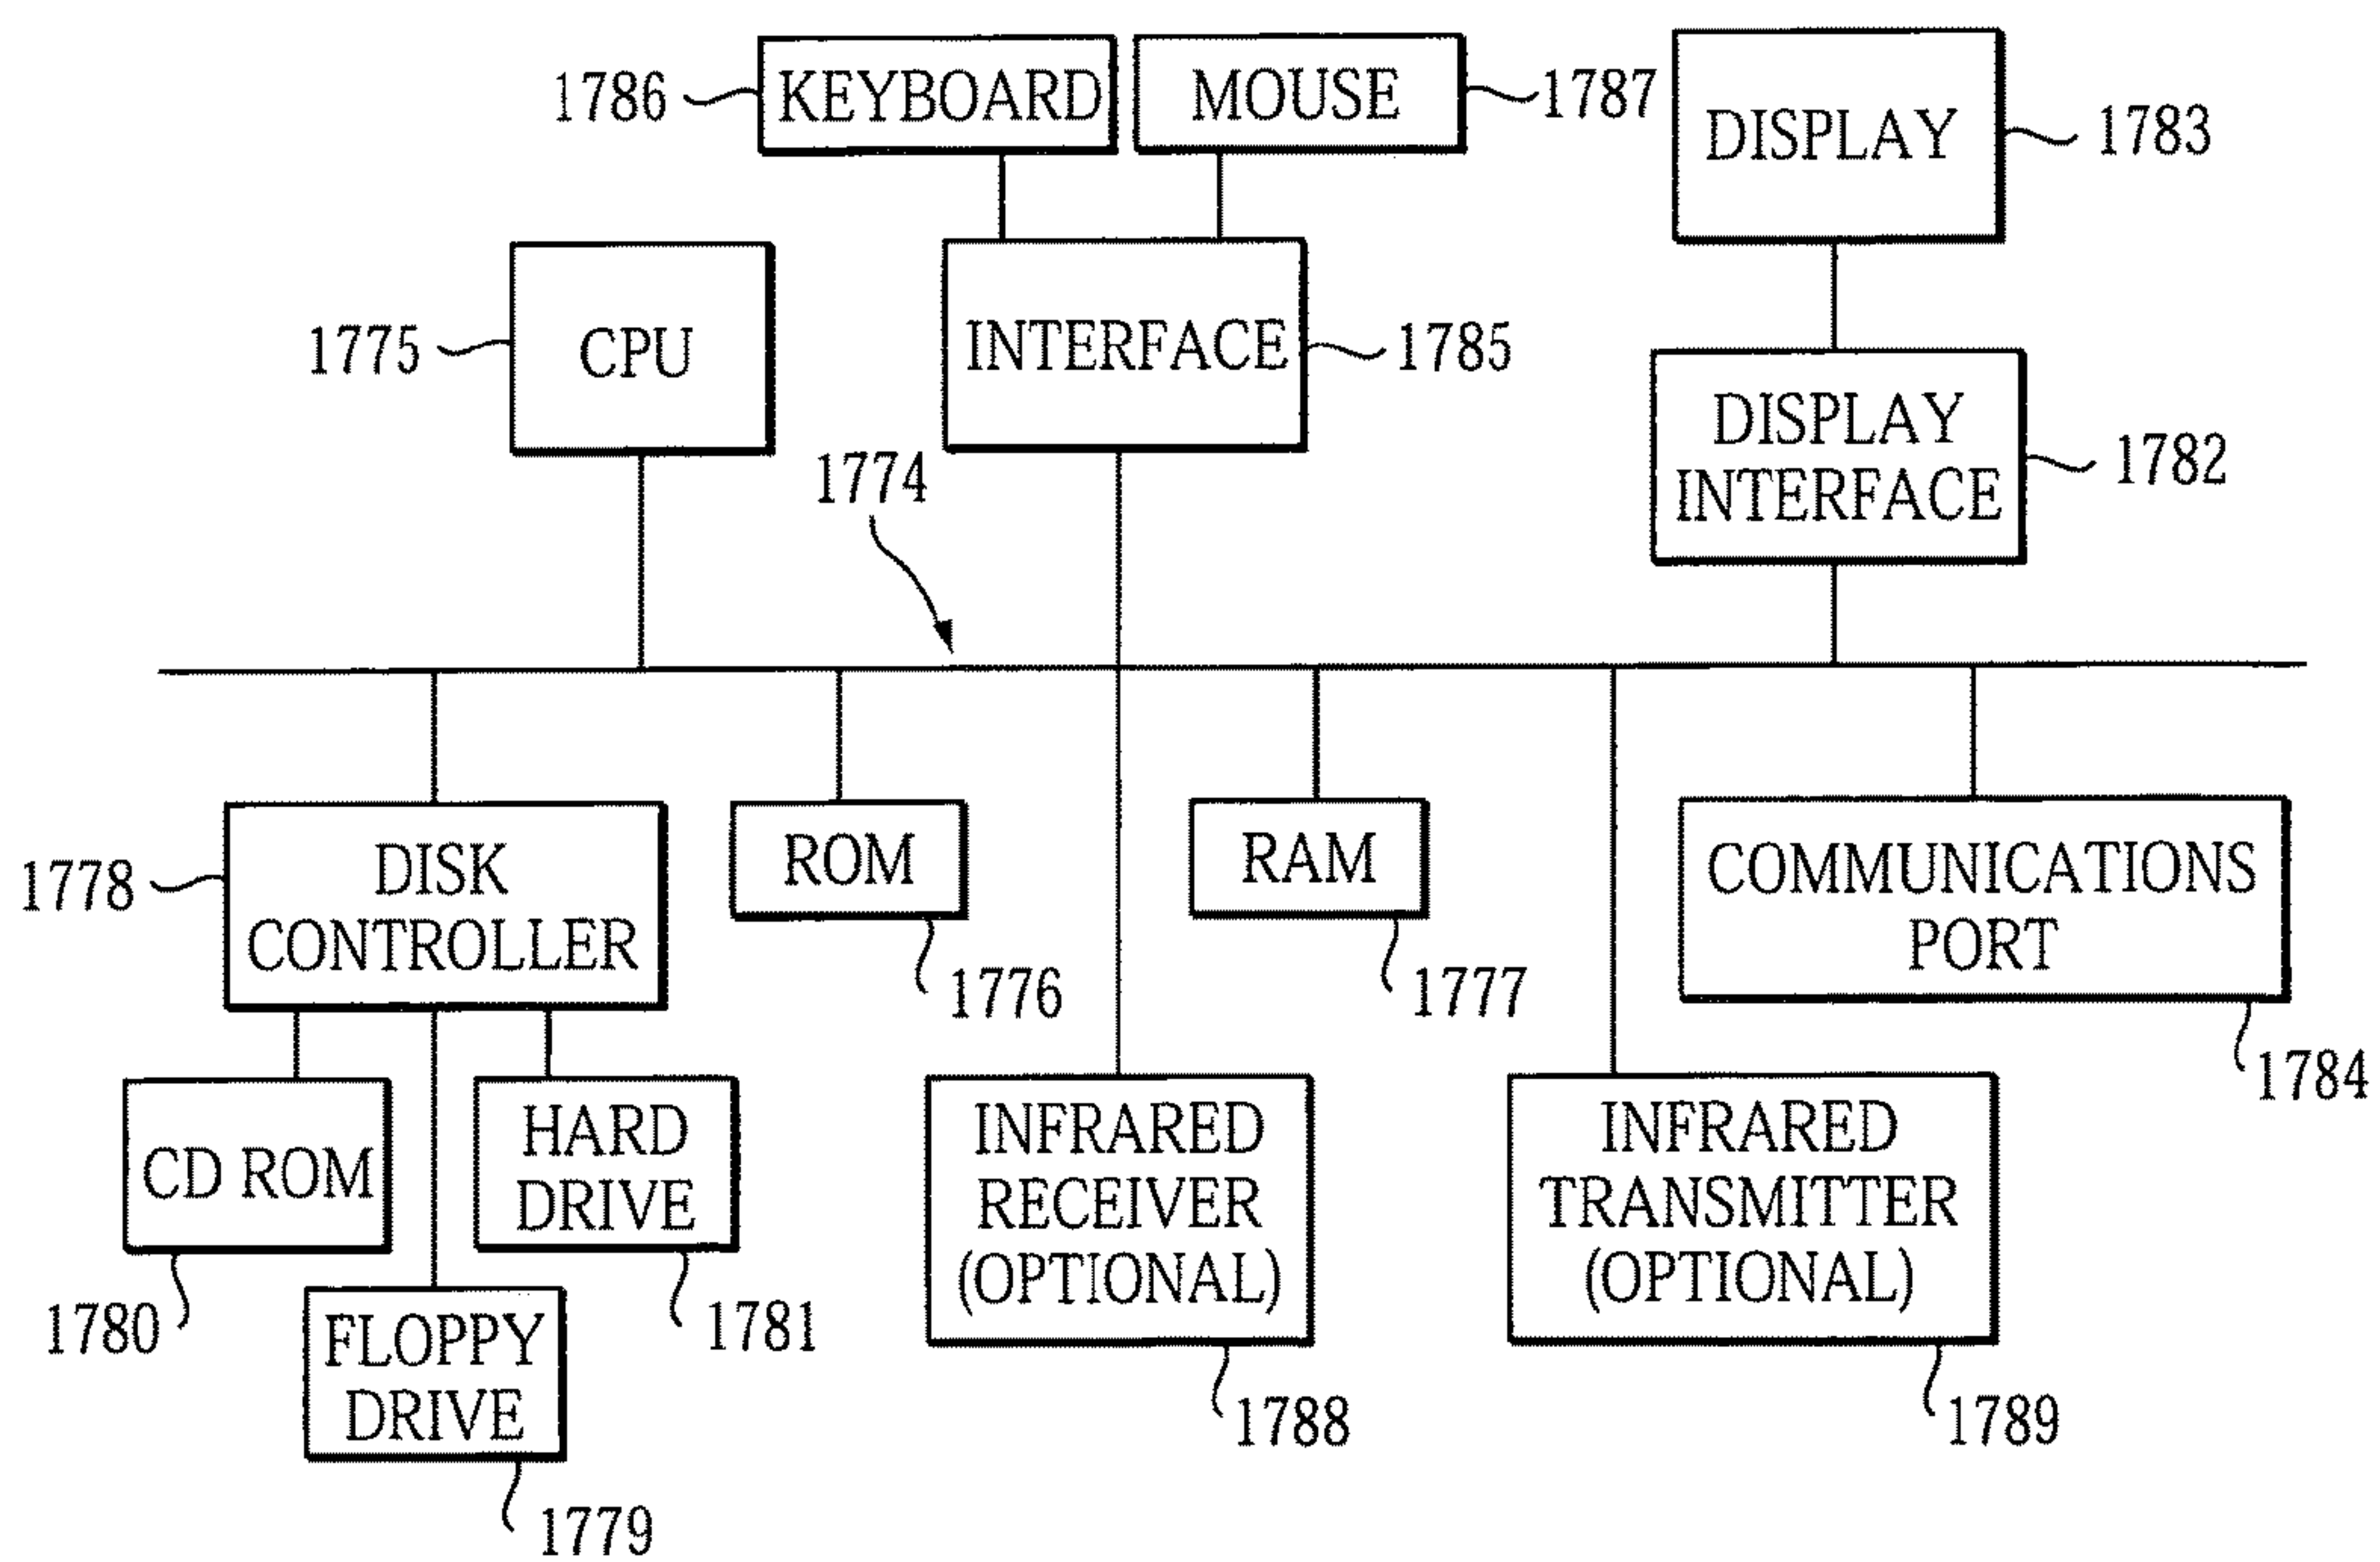 1786
KEYBOARD
MOUSE
1787
DISPLAY
1783
1775
CPU
INTERFACE
1785
DISPLAY
INTERFACE
1782
1774
1778
DISK
CONTROLLER
ROM
1776
RAM
1777
COMMUNICATIONS
PORT
1784
CD ROM
1780
HARD
DRIVE
1781
FLOPPY
DRIVE
1779
INFRARED
RECEIVER
(OPTIONAL)
1788
INFRARED
TRANSMITTER
(OPTIONAL)
1789